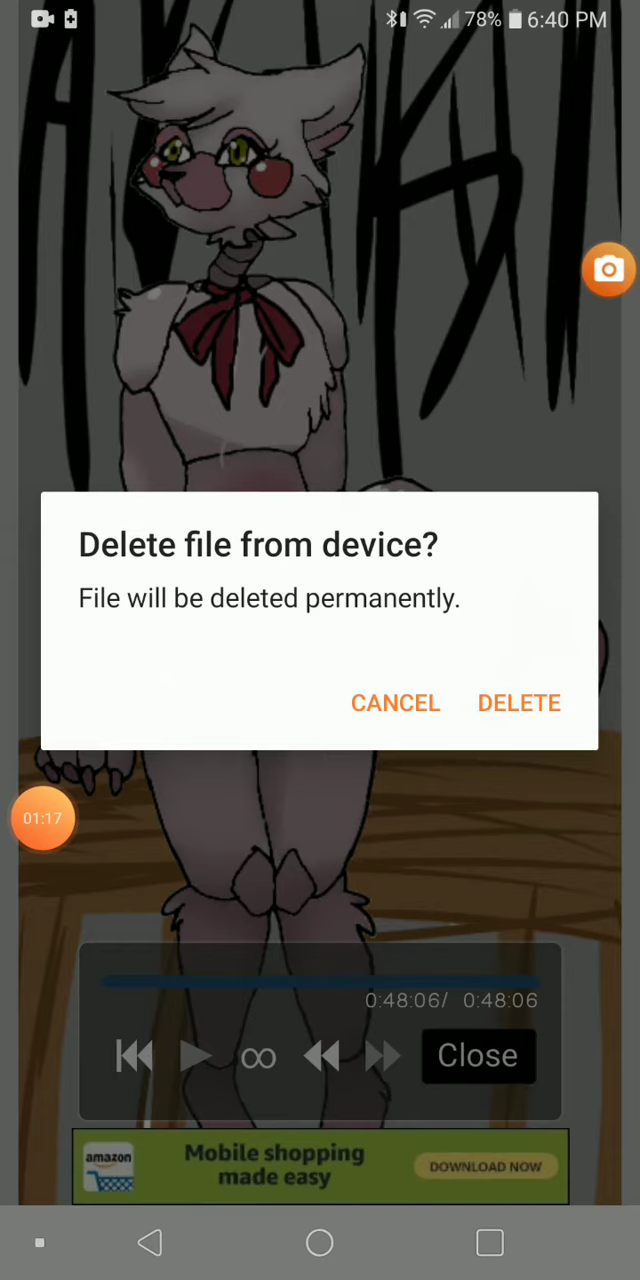 78% 6:40 PM
Delete file from device?
File will be deleted permanently.
CANCEL DELETE
01:17
0:48:06/ 0:48:06
Close
amazon
Mobile shopping
made easy
DOWNLOAD NOW